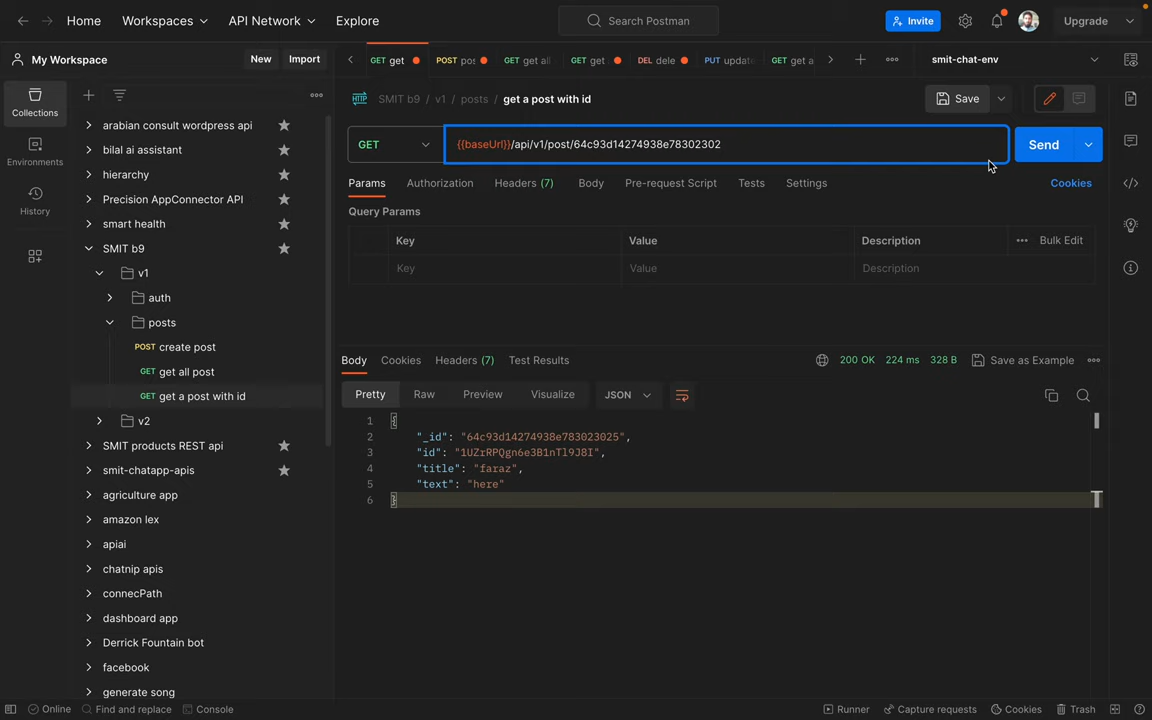 Home
Workspaces
API Network
Explore
Search Postman
Invite
Upgrade
My Workspace
New
Import
GET get
POST pos
GET get all
GET get
DEL dele
PUT update
GET get a
smit-chat-env
Collections
Environments
History
arabian consult wordpress api
bilal ai assistant
hierarchy
Precision AppConnector API
smart health
SMIT b9
v1
auth
posts
POST create post
GET get all post
GET get a post with id
v2
SMIT products REST api
smit-chatapp-apis
agriculture app
amazon lex
apiai
chatnip apis
connecPath
dashboard app
Derrick Fountain bot
facebook
generate song
HTTP SMIT b9 / v1 / posts / get a post with id
Save
GET
{{baseUrl}}/api/v1/post/64c93d14274938e78302302
Send
Params
Authorization
Headers (7)
Body
Pre-request Script
Tests
Settings
Cookies
Query Params
Key
Value
Description
Bulk Edit
Key
Value
Description
Body
Cookies
Headers (7)
Test Results
200 OK
224 ms
328 B
Save as Example
Pretty
Raw
Preview
Visualize
JSON
1 {
2 "_id": "64c93d14274938e783023025",
3 "id": "1UZrRPQgn6e3B1nTl9J8I",
4 "title": "faraz",
5 "text": "here"
6 }
Online
Find and replace
Console
Runner
Capture requests
Cookies
Trash